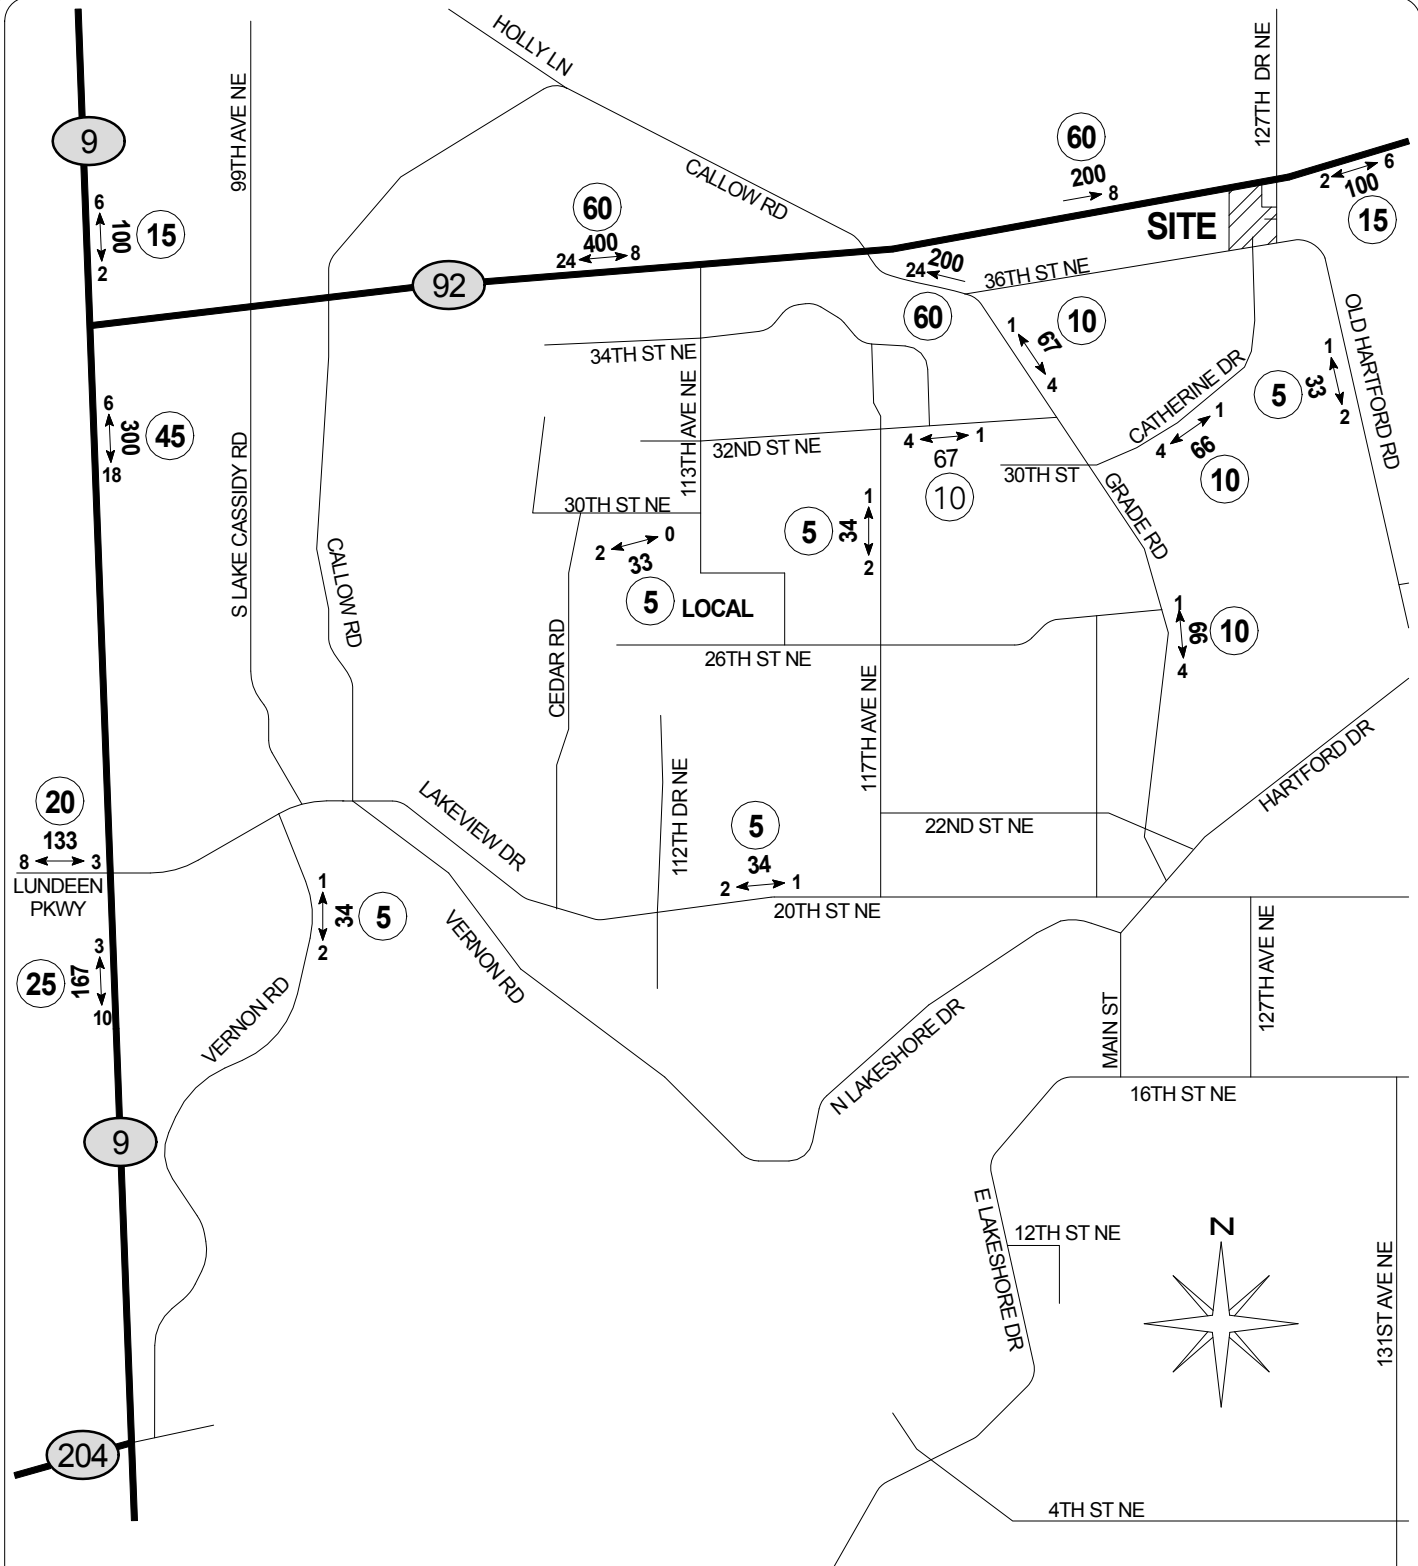 HOLLY LN
127TH DR NE
99TH AVE NE
9
60
200
8
CALLOW RD
2
6
100
15
6
100
2
15
60
400
24
8
SITE
92
200
24
60
36TH ST NE
1
67
4
10
OLD HARTFORD RD
34TH ST NE
113TH AVE NE
CATHERINE DR
5
1
33
2
6
300
18
45
S LAKE CASSIDY RD
32ND ST NE
4
1
67
10
30TH ST
4
1
66
10
GRADE RD
30TH ST NE
5
1
34
2
CALLOW RD
2
0
33
5
LOCAL
CEDAR RD
26TH ST NE
1
66
4
10
117TH AVE NE
112TH DR NE
HARTFORD DR
20
133
8
3
LUNDEEN
PKWY
LAKEVIEW DR
5
34
2
1
22ND ST NE
20TH ST NE
1
34
2
5
VERNON RD
VERNON RD
3
167
10
25
N LAKESHORE DR
MAIN ST
127TH AVE NE
16TH ST NE
9
E LAKESHORE DR
12TH ST NE
N
131ST AVE NE
204
4TH ST NE